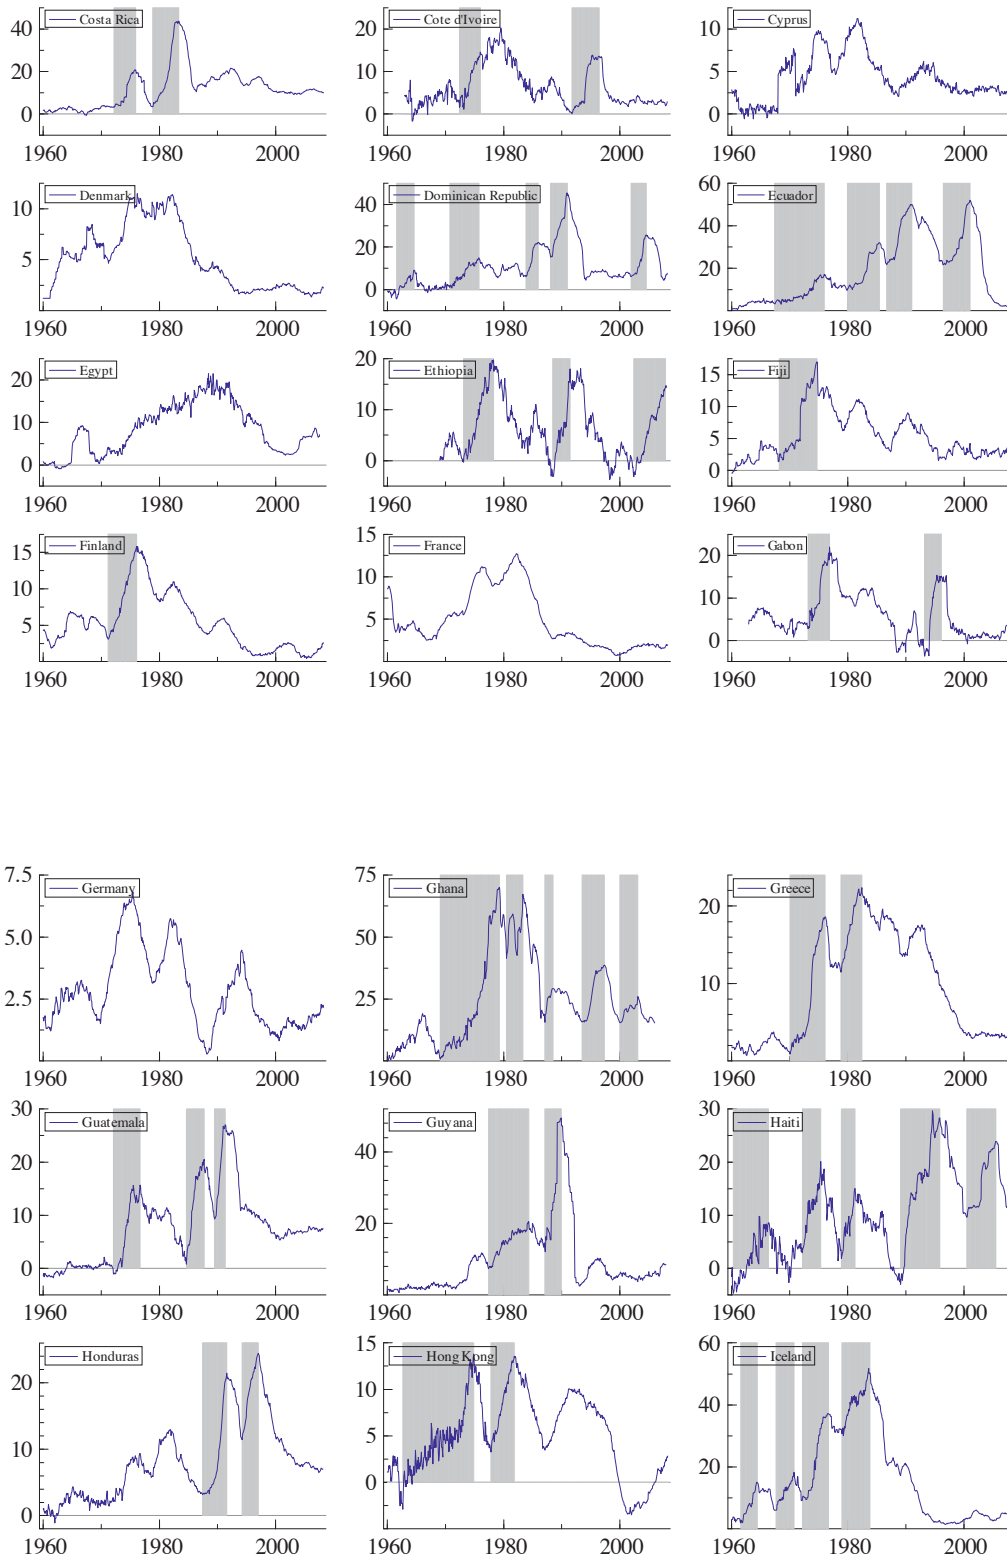 Costa Rica
40
20
0
1960 1980 2000
Cote d'Ivoire
20
10
0
1960 1980 2000
Cyprus
10
5
0
1960 1980 2000
Denmark
10
5
1960 1980 2000
Dominican Republic
40
20
0
1960 1980 2000
Ecuador
60
40
20
1960 1980 2000
Egypt
20
10
0
1960 1980 2000
Ethiopia
20
10
0
1960 1980 2000
Fiji
15
10
5
0
1960 1980 2000
Finland
15
10
5
1960 1980 2000
France
15
10
5
1960 1980 2000
Gabon
20
10
0
1960 1980 2000
Germany
7.5
5.0
2.5
1960 1980 2000
Ghana
75
50
25
1960 1980 2000
Greece
20
10
1960 1980 2000
Guatemala
30
20
10
0
1960 1980 2000
Guyana
40
20
1960 1980 2000
Haiti
30
20
10
0
1960 1980 2000
Honduras
20
10
0
1960 1980 2000
Hong Kong
15
10
5
0
1960 1980 2000
Iceland
60
40
20
1960 1980 2000